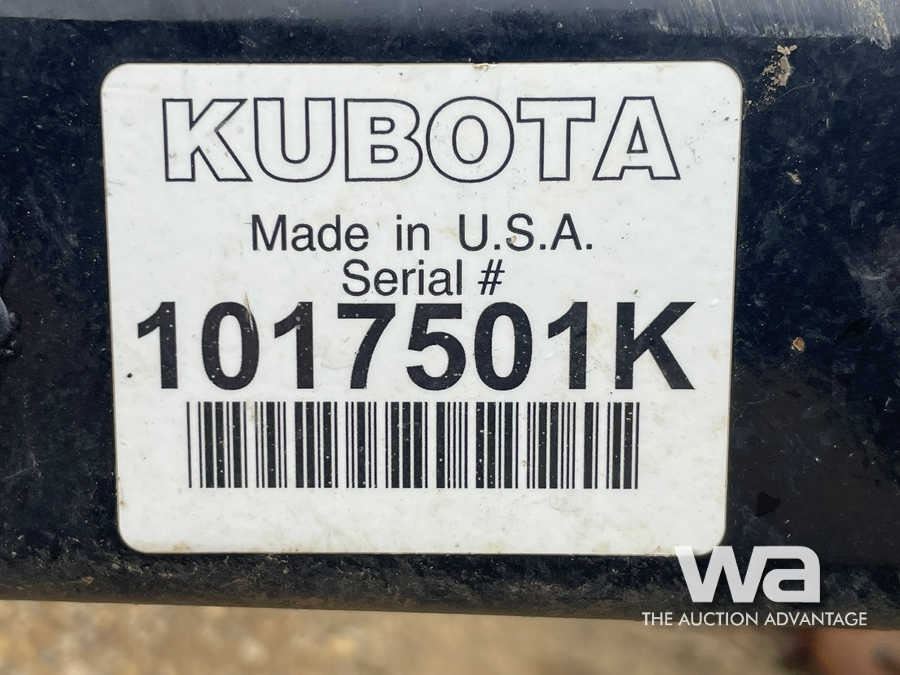 KUBOTA
Made in U.S.A.
Serial #
1017501K
wa
THE AUCTION ADVANTAGE